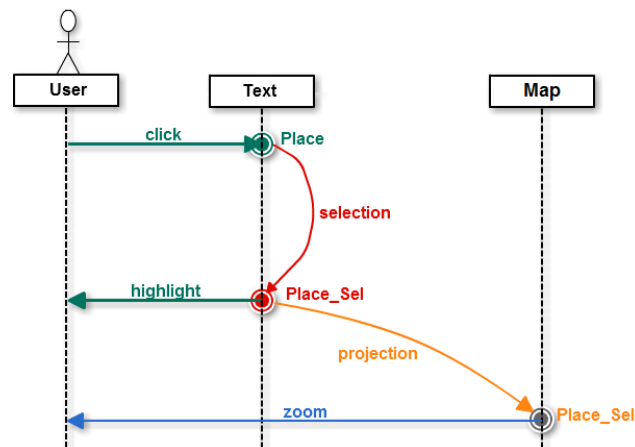 User
Text
Map
click
Place
selection
highlight
Place_Sel
projection
zoom
Place_Sel